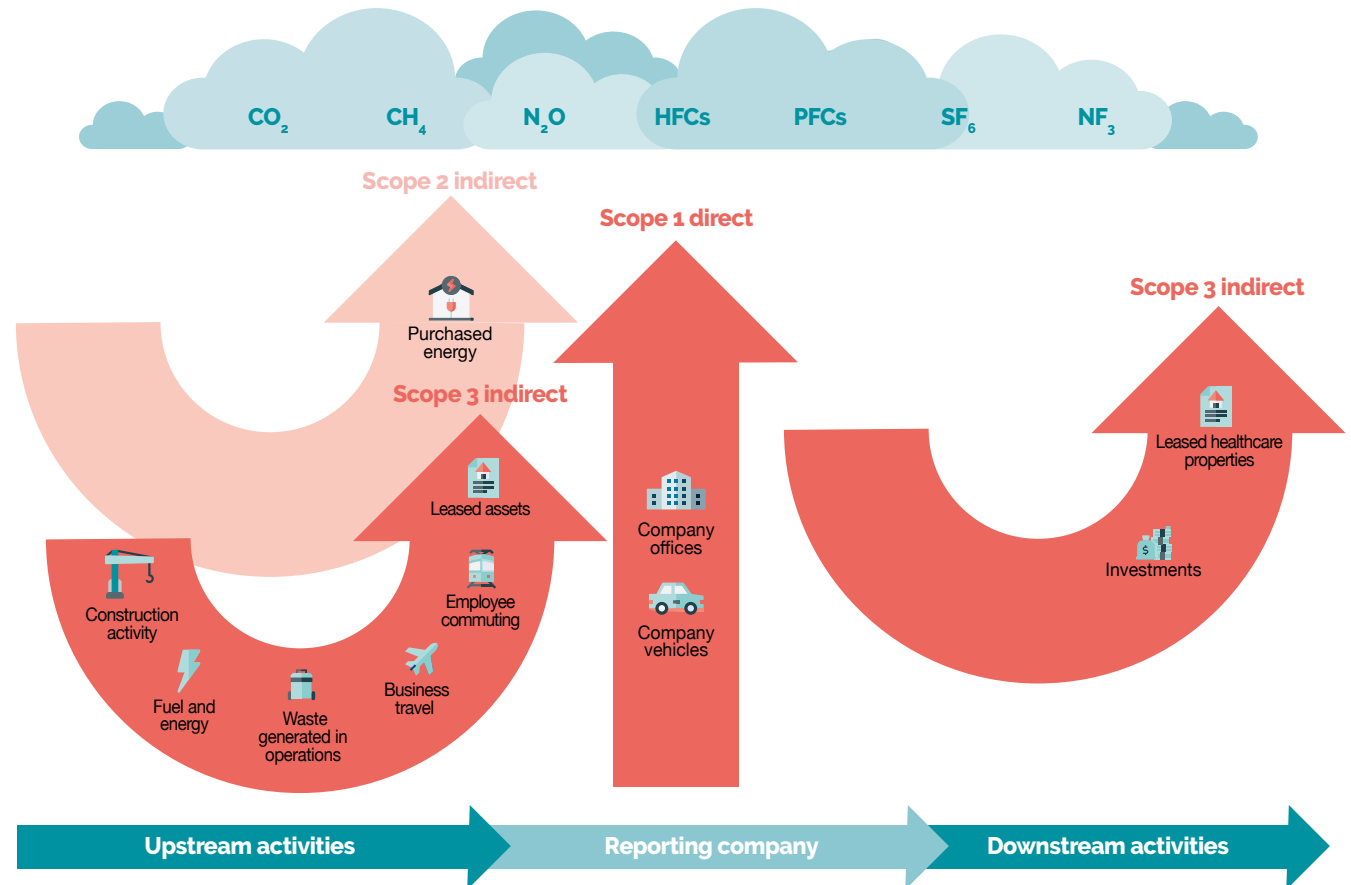 CO₂ CH₄ N₂O HFCs PFCs SF₆ NF₃
Scope 2 indirect
Purchased
energy
Scope 3 indirect
Leased assets
Employee
commuting
Business
travel
Waste
generated in
operations
Fuel and
energy
Construction
activity
Scope 1 direct
Company
offices
Company
vehicles
Scope 3 indirect
Leased healthcare
properties
$
Investments
Upstream activities
Reporting company
Downstream activities